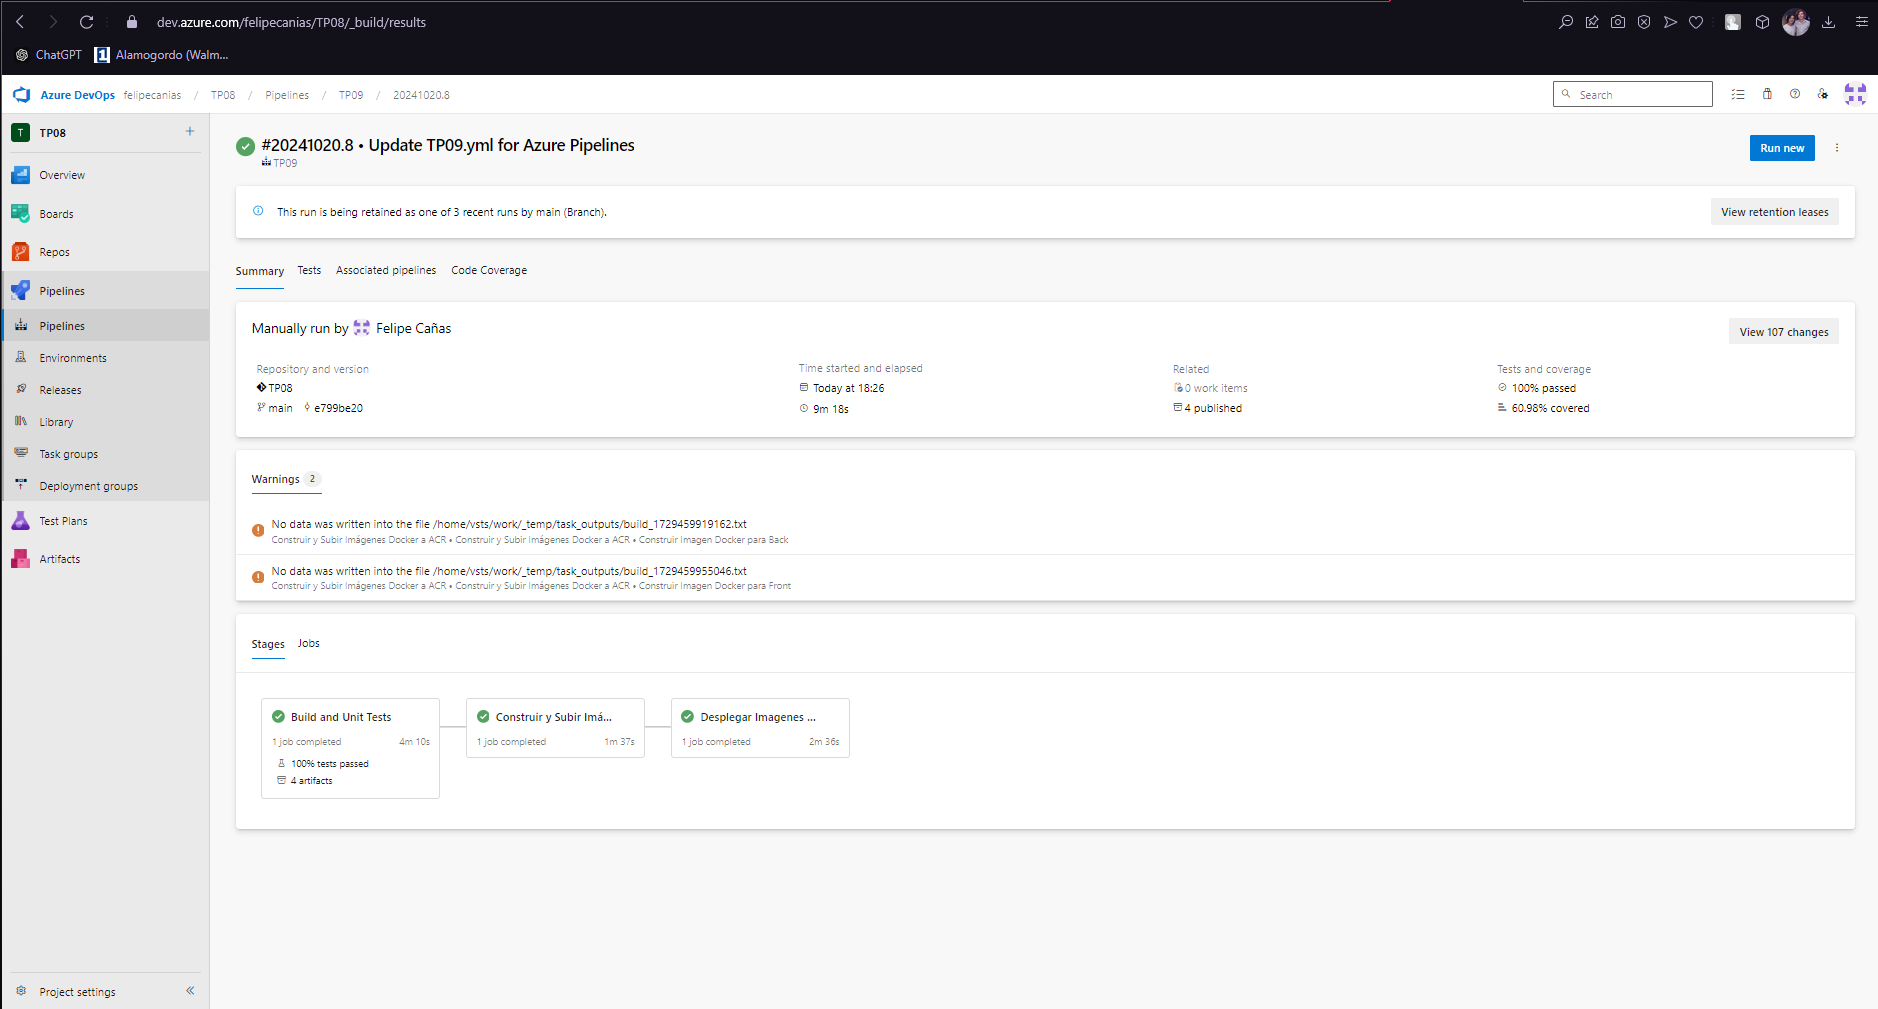 dev.azure.com/felipecanias/TP08/_build/results
ChatGPT
1 Alamogordo (Walm...
Azure DevOps felipecanias / TP08 / Pipelines / TP09 / 20241020.8
Search
T TP08
Overview
Boards
Repos
Pipelines
Pipelines
Environments
Releases
Library
Task groups
Deployment groups
Test Plans
Artifacts
Project settings
#20241020.8 • Update TP09.yml for Azure Pipelines
TP09
Run new
This run is being retained as one of 3 recent runs by main (Branch).
View retention leases
Summary Tests Associated pipelines Code Coverage
Manually run by Felipe Cañas
View 107 changes
Repository and version
TP08
main e799be20
Time started and elapsed
Today at 18:26
9m 18s
Related
0 work items
4 published
Tests and coverage
100% passed
60.98% covered
Warnings 2
No data was written into the file /home/vsts/work/_temp/task_outputs/build_1729459919162.txt
Construir y Subir Imágenes Docker a ACR • Construir y Subir Imágenes Docker a ACR • Construir Imagen Docker para Back
No data was written into the file /home/vsts/work/_temp/task_outputs/build_1729459955046.txt
Construir y Subir Imágenes Docker a ACR • Construir y Subir Imágenes Docker a ACR • Construir Imagen Docker para Front
Stages Jobs
Build and Unit Tests
1 job completed 4m 10s
100% tests passed
4 artifacts
Construir y Subir Imá...
1 job completed 1m 37s
Desplegar Imagenes ...
1 job completed 2m 36s